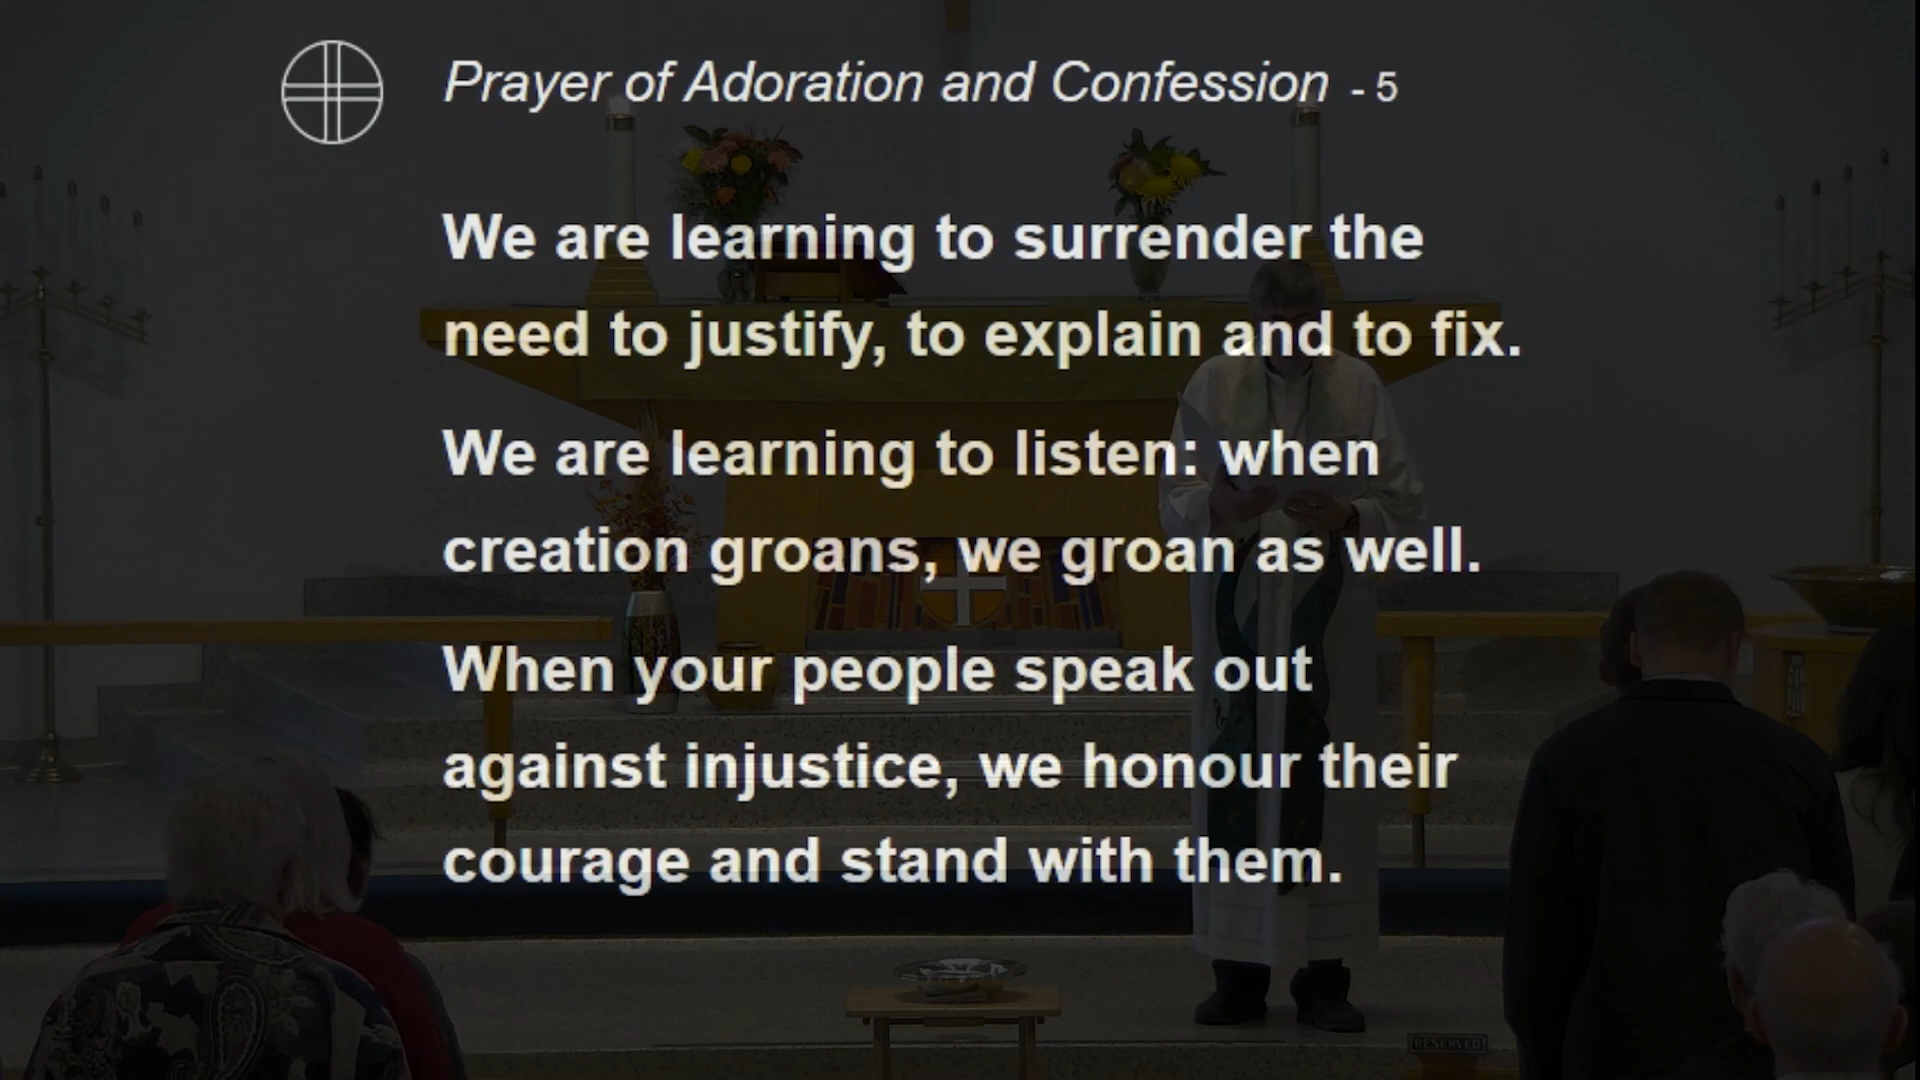 Prayer of Adoration and Confession - 5
We are learning to surrender the
need to justify, to explain and to fix.
We are learning to listen: when
creation groans, we groan as well.
When your people speak out
against injustice, we honour their
courage and stand with them.
RESERVED